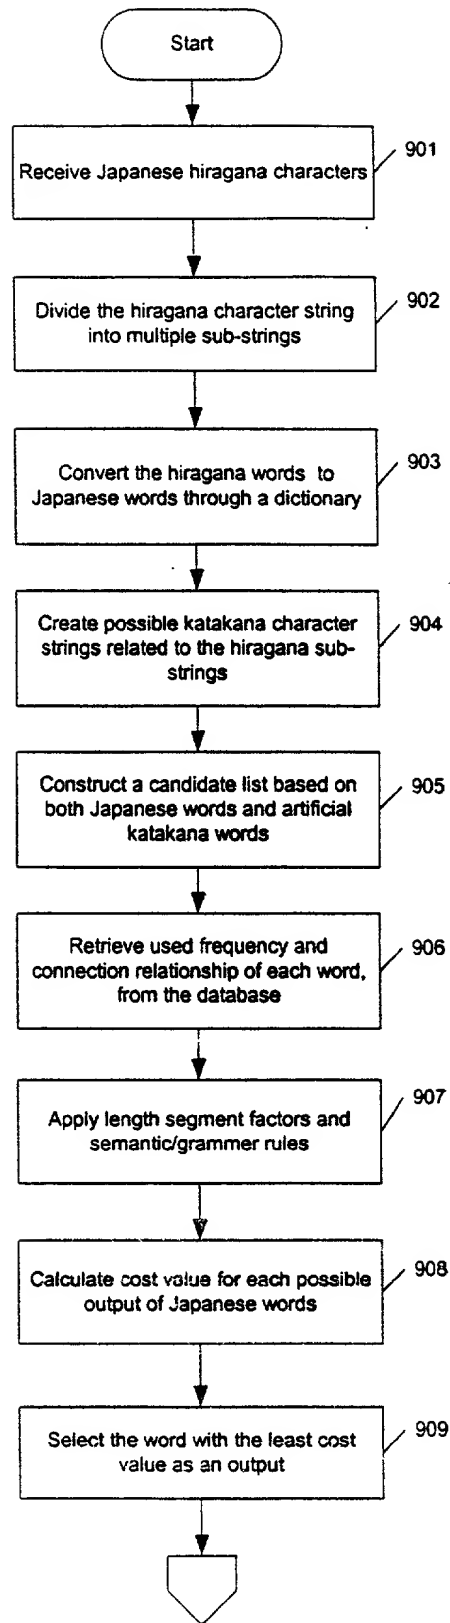 Start
Receive Japanese hiragana characters
901
Divide the hiragana character string
into multiple sub-strings
902
Convert the hiragana words to
Japanese words through a dictionary
903
Create possible katakana character
strings related to the hiragana sub-
strings
904
Construct a candidate list based on
both Japanese words and artificial
katakana words
905
Retrieve used frequency and
connection relationship of each word,
from the database
906
Apply length segment factors and
semantic/grammer rules
907
Calculate cost value for each possible
output of Japanese words
908
Select the word with the least cost
value as an output
909